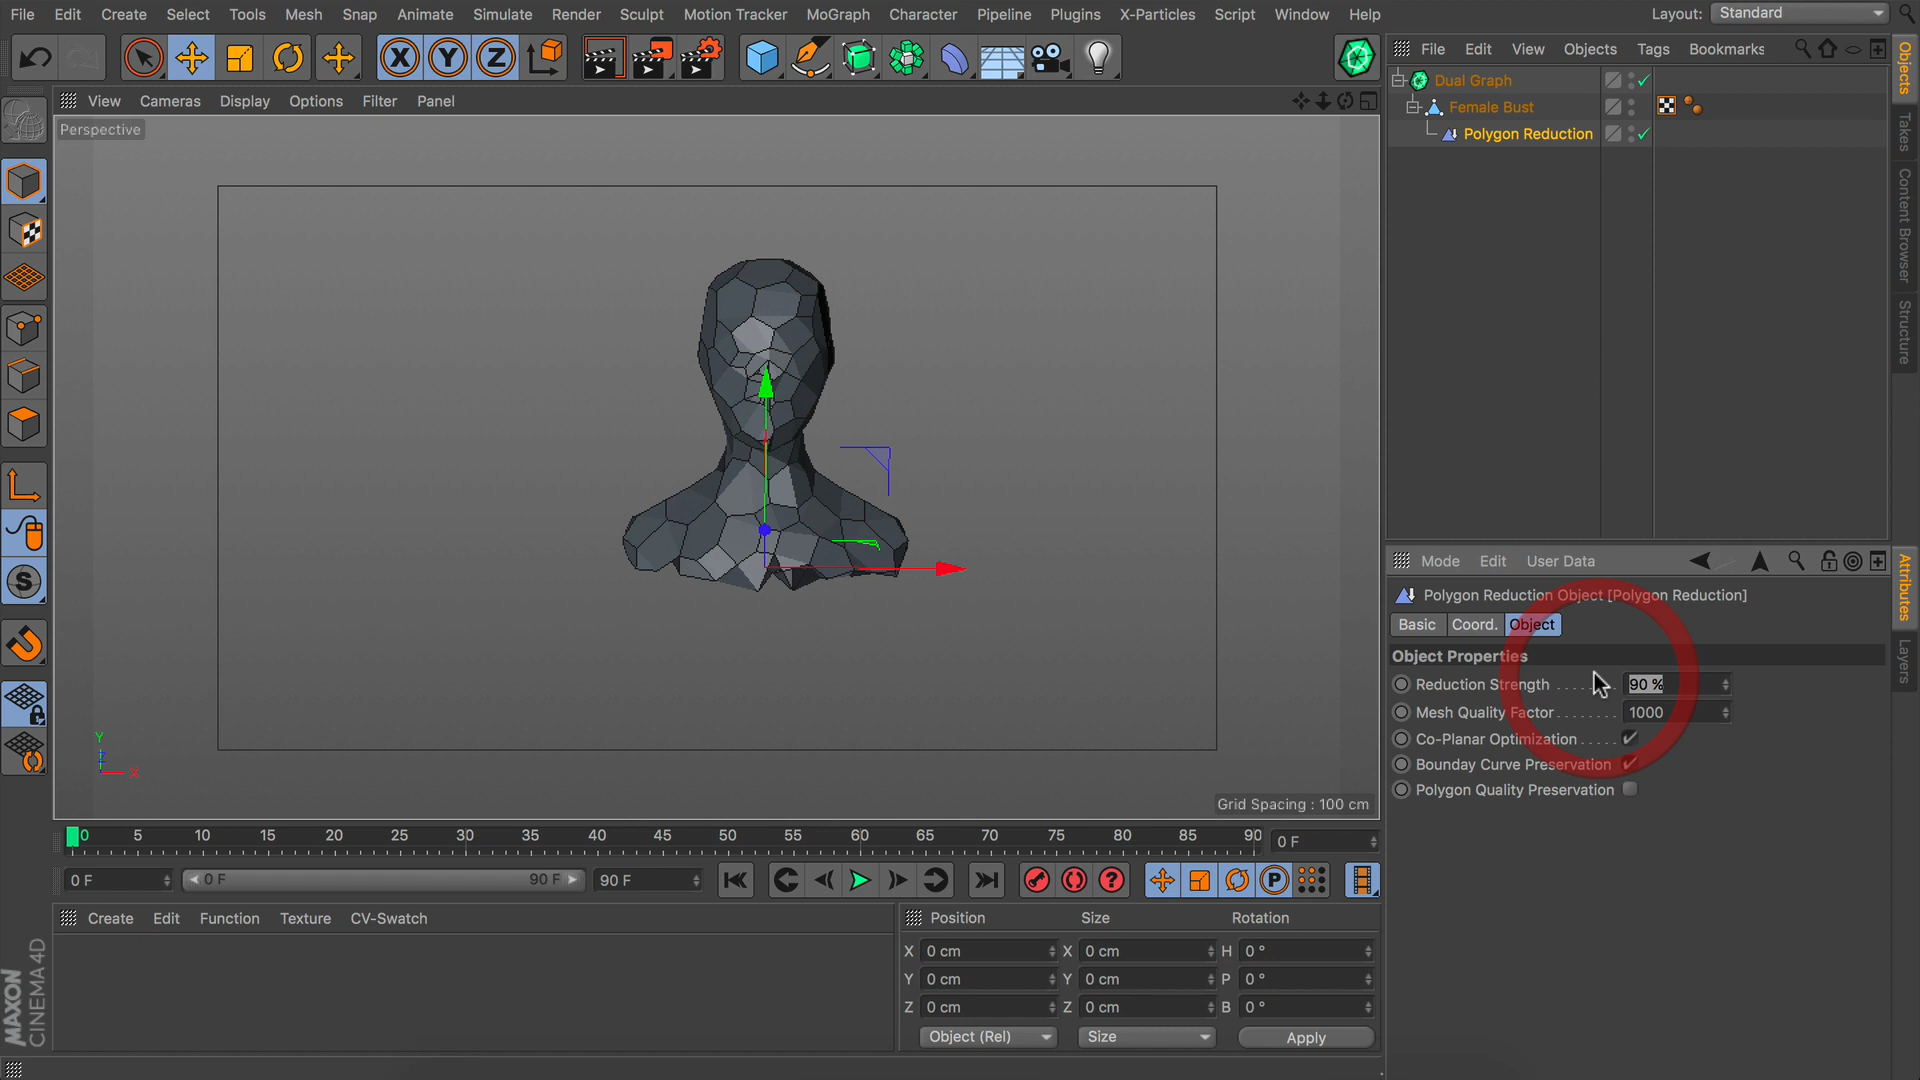 File Edit Create Select Tools Mesh Snap Animate Simulate Render Sculpt Motion Tracker MoGraph Character Pipeline Plugins X-Particles Script Window Help
Layout: Standard
X Y Z
File Edit View Objects Tags Bookmarks
Objects
Takes
Content Browser
Structure
View Cameras Display Options Filter Panel
Perspective
Dual Graph
Female Bust
Polygon Reduction
Y
Z
X
Grid Spacing : 100 cm
S
Mode Edit User Data
Attributes
Layers
Polygon Reduction Object [Polygon Reduction]
Basic Coord. Object
Object Properties
Reduction Strength 90 %
Mesh Quality Factor 1000
Co-Planar Optimization
Bounday Curve Preservation
Polygon Quality Preservation
0 5 10 15 20 25 30 35 40 45 50 55 60 65 70 75 80 85 90 0 F
0 F 0 F 90 F 90 F
? P
Create Edit Function Texture CV-Swatch
Position Size Rotation
X 0 cm X 0 cm H 0 °
Y 0 cm Y 0 cm P 0 °
Z 0 cm Z 0 cm B 0 °
Object (Rel) Size Apply
MAXON
CINEMA 4D